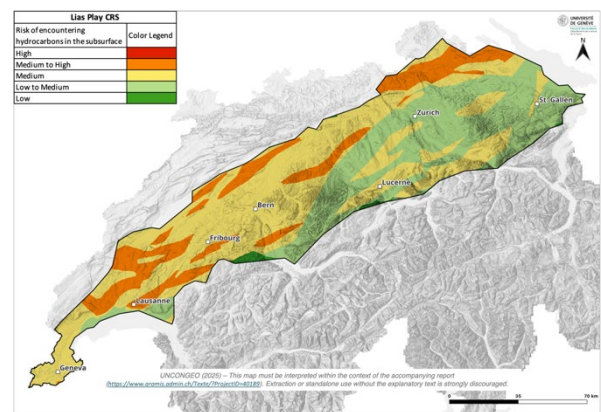 Lias Play CRS
Risk of encountering
hydrocarbons in the subsurface
Color Legend
High
Medium to High
Medium
Low to Medium
Low
UNIVERSITÉ
DE GENÈVE
N
St. Gallen
Zurich
Lucerne
Bern
Fribourg
Lausanne
Geneva
UNCONGEO (2025) – This map must be interpreted within the context of the accompanying report
(https://www.aramis.admin.ch/Texte/?ProjectID=40189). Extraction or standalone use without the explanatory text is strongly discouraged.
0 35 70 km